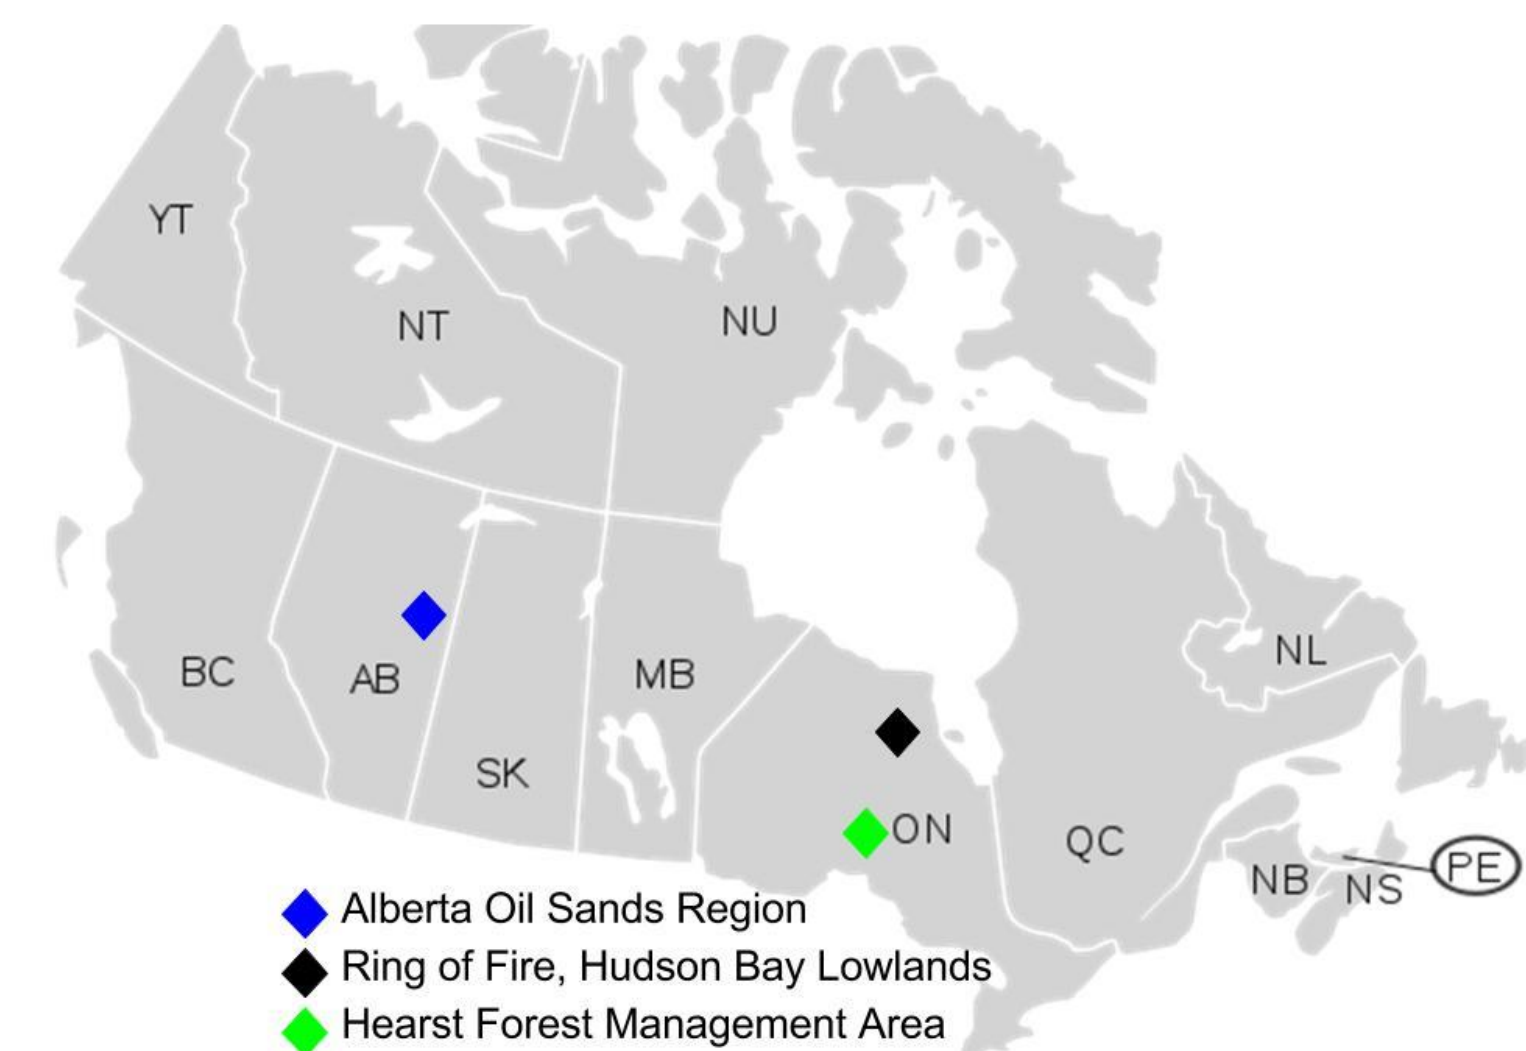 YT
NT
NU
BC
AB
SK
MB
ON
QC
NL
NB
NS
PE
Alberta Oil Sands Region
Ring of Fire, Hudson Bay Lowlands
Hearst Forest Management Area